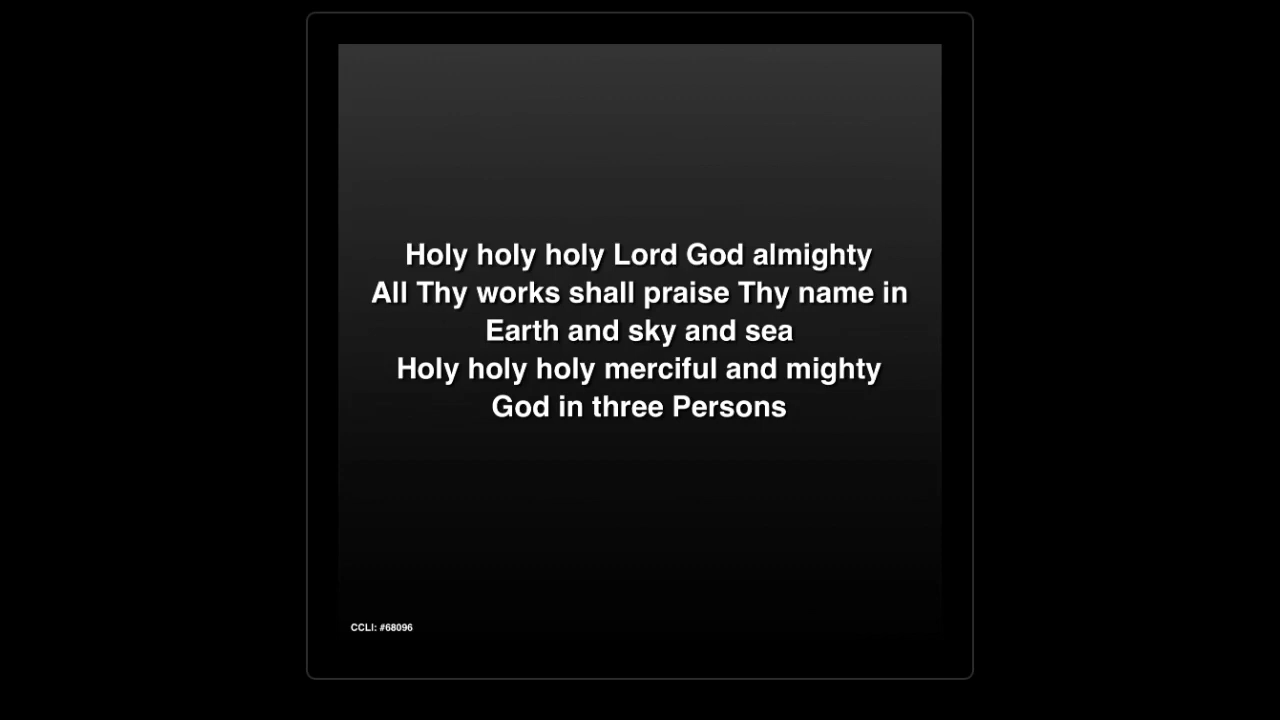 Holy holy holy Lord God almighty
All Thy works shall praise Thy name in
Earth and sky and sea
Holy holy holy merciful and mighty
God in three Persons
CCLI: #68096